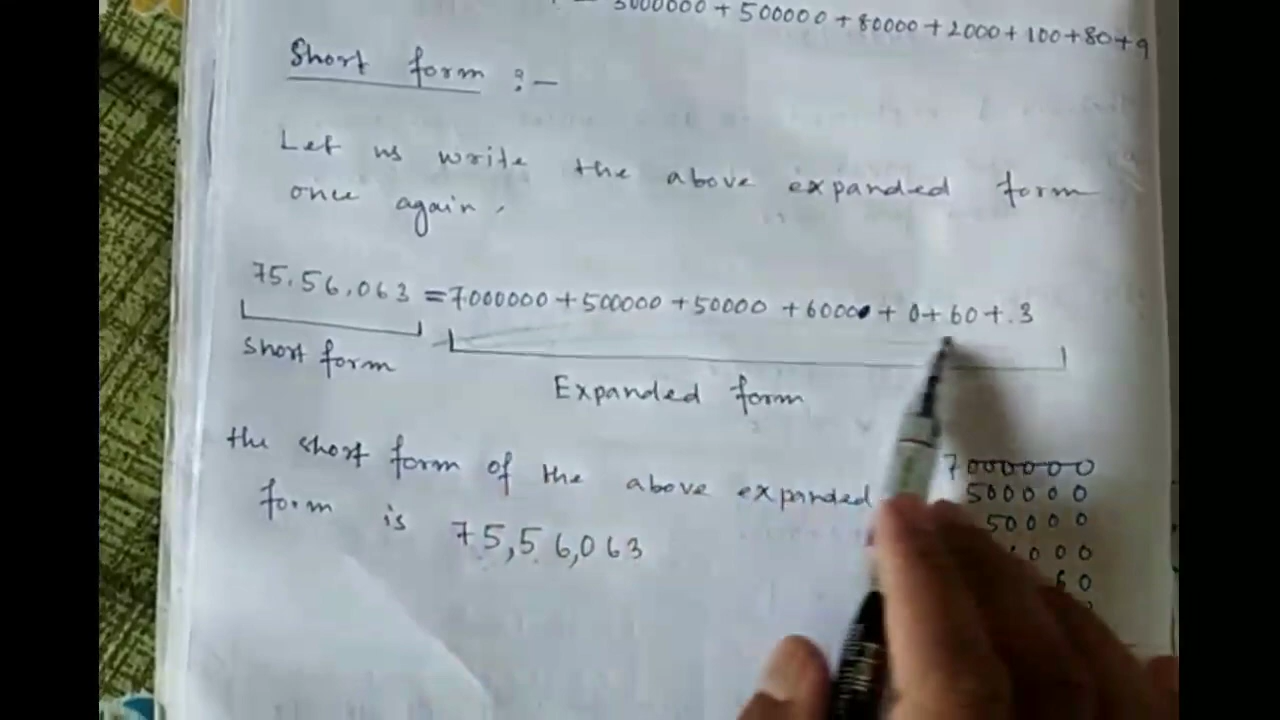 3000000 + 500000 + 80000 + 2000 + 100 + 80 + 9
Short form :-
Let us write the above expanded form
once again.
75,56,063 = 7000000 + 500000 + 50000 + 6000 + 0 + 60 + 3
Short form
Expanded form
the short form of the above expanded
form is 75,56,063
7000000
500000
50000
000
60